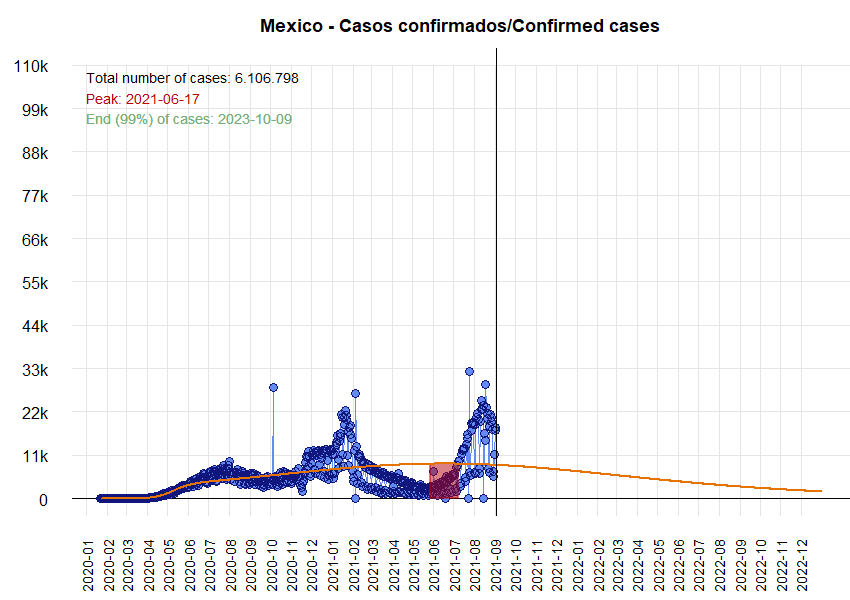 Mexico - Casos confirmados/Confirmed cases
110k
99k
88k
77k
66k
55k
44k
33k
22k
11k
0
Total number of cases: 6.106.798
Peak: 2021-06-17
End (99%) of cases: 2023-10-09
2020-01
2020-02
2020-03
2020-04
2020-05
2020-06
2020-07
2020-08
2020-09
2020-10
2020-11
2020-12
2021-01
2021-02
2021-03
2021-04
2021-05
2021-06
2021-07
2021-08
2021-09
2021-10
2021-11
2021-12
2022-01
2022-02
2022-03
2022-04
2022-05
2022-06
2022-07
2022-08
2022-09
2022-10
2022-11
2022-12